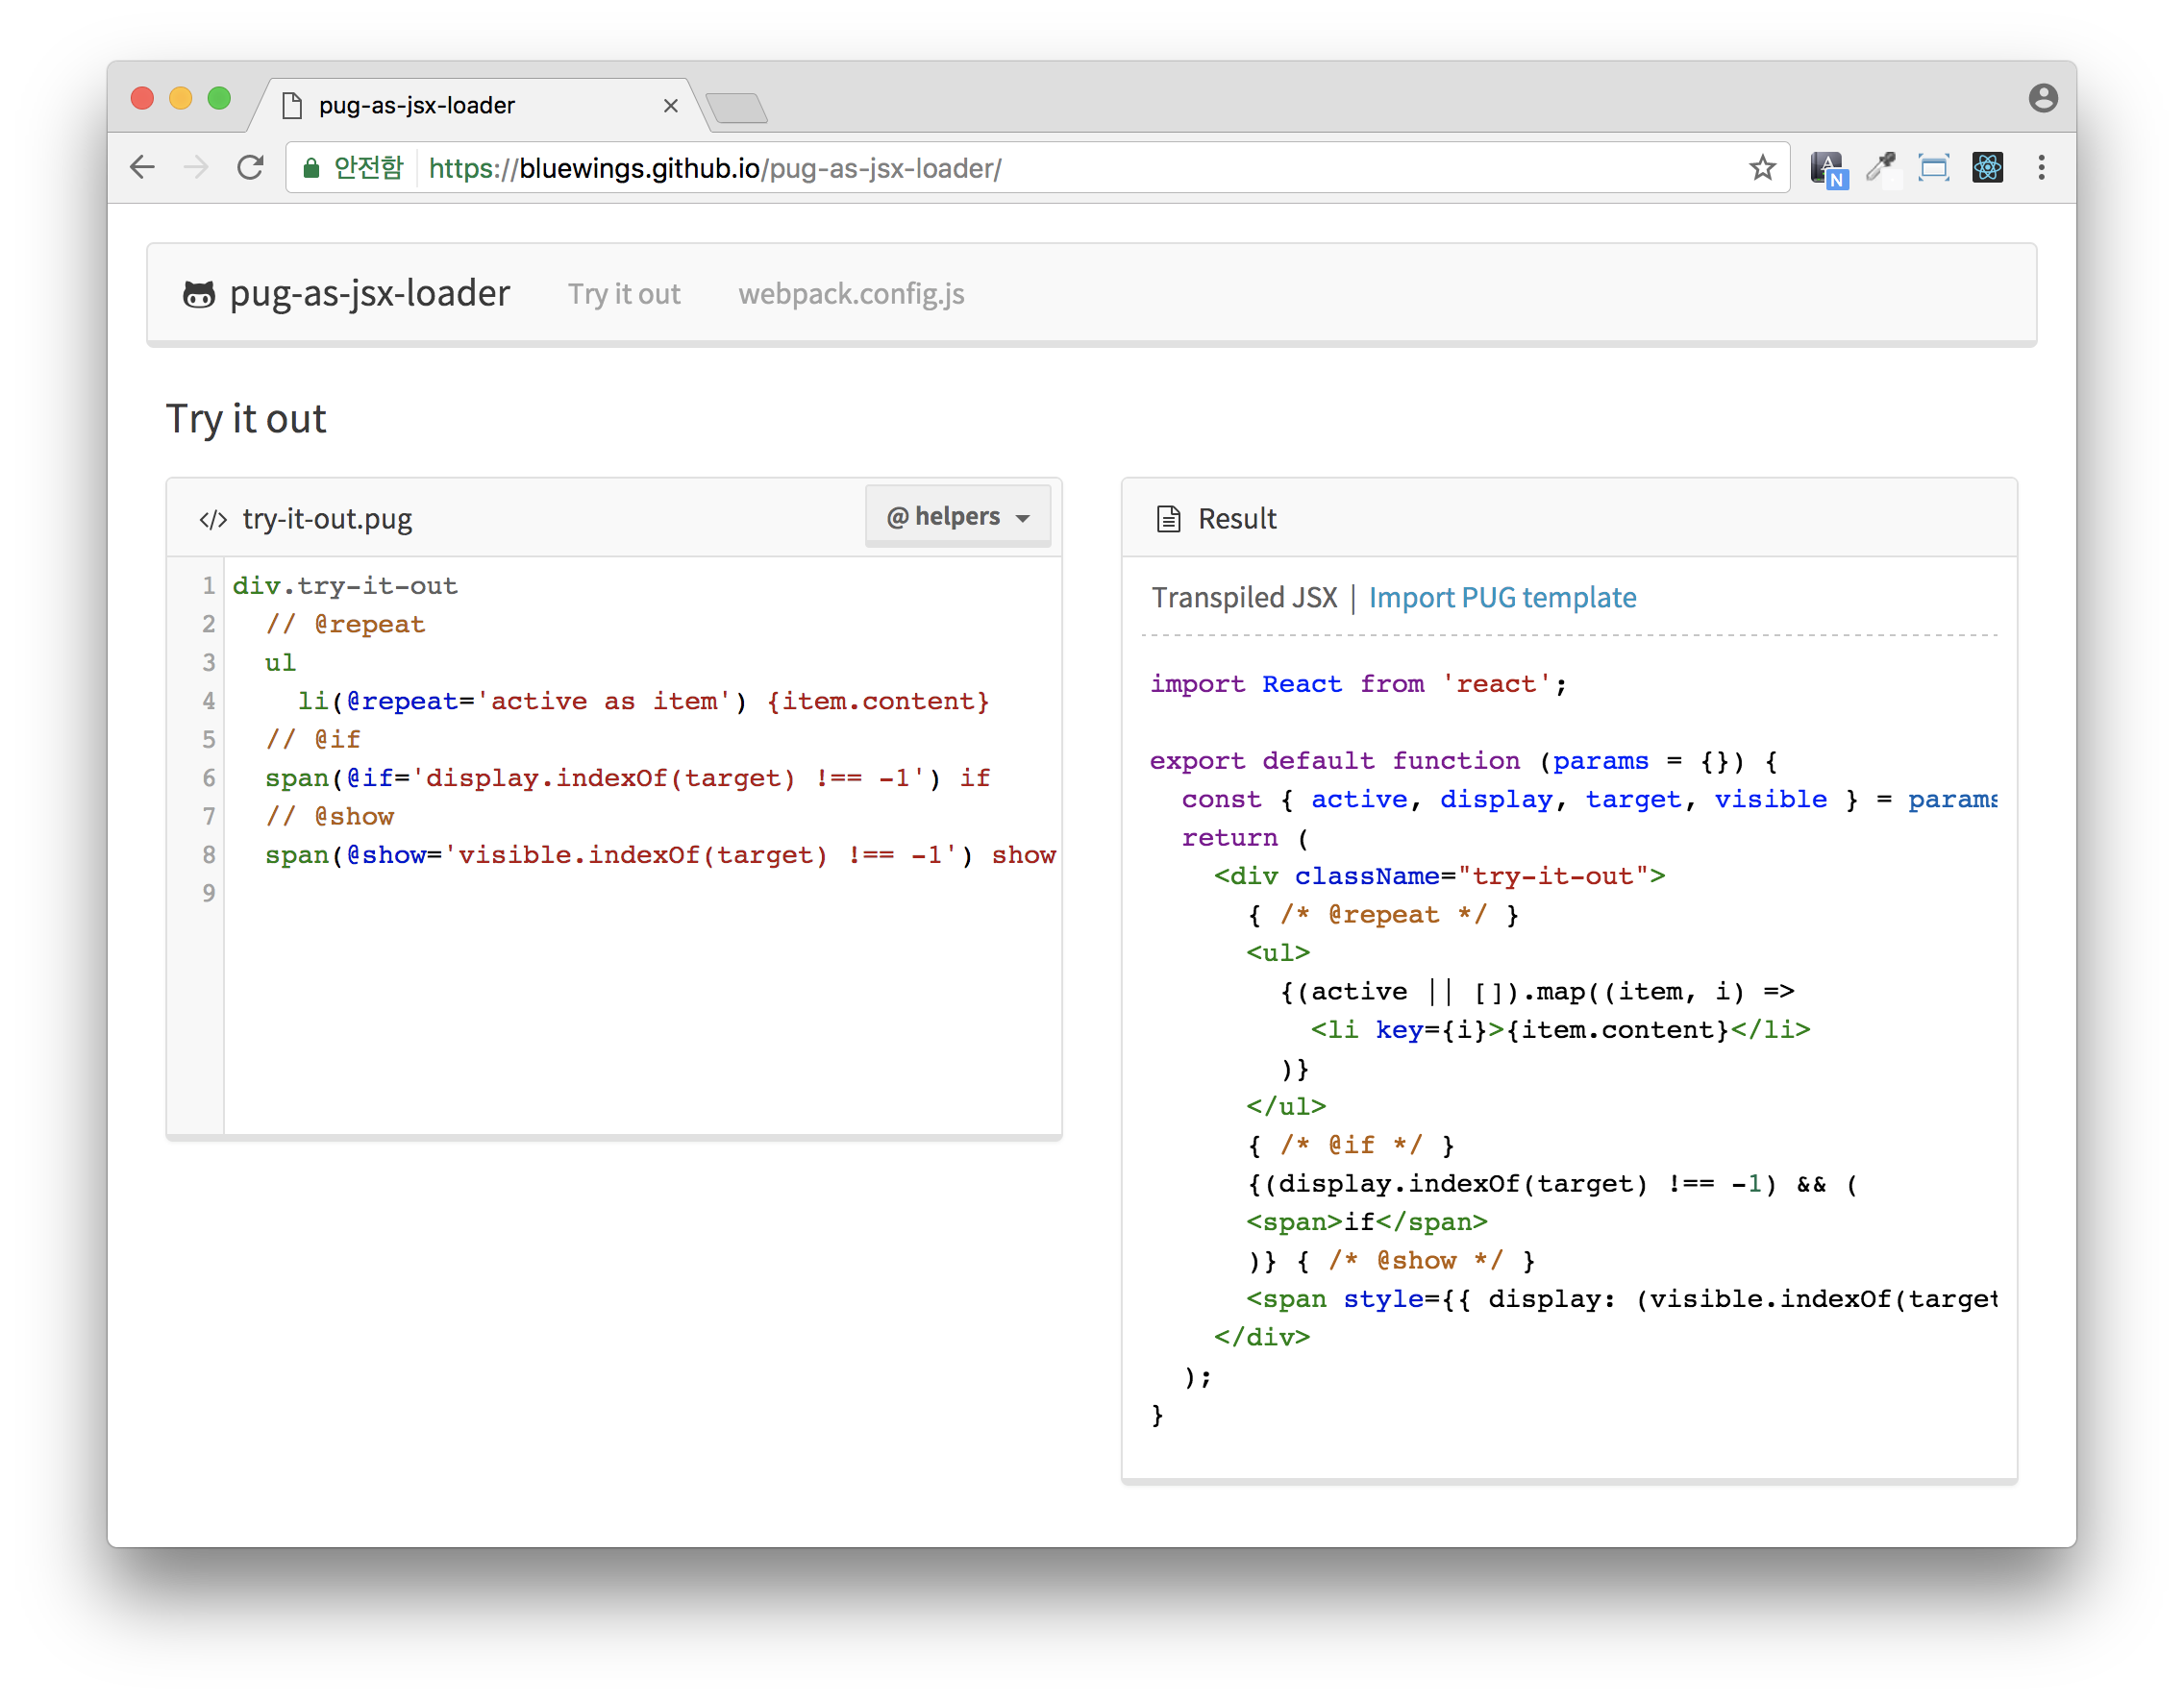 pug-as-jsx-loader
안전함 https://bluewings.github.io/pug-as-jsx-loader/
A
N
pug-as-jsx-loader Try it out webpack.config.js
Try it out
</> try-it-out.pug @ helpers
1 div.try-it-out
2   // @repeat
3   ul
4     li(@repeat='active as item') {item.content}
5   // @if
6   span(@if='display.indexOf(target) !== -1') if
7   // @show
8   span(@show='visible.indexOf(target) !== -1') show
9
Result
Transpiled JSX | Import PUG template
import React from 'react';
export default function (params = {}) {
  const { active, display, target, visible } = params
  return (
    <div className="try-it-out">
      { /* @repeat */ }
      <ul>
        {(active || []).map((item, i) =>
          <li key={i}>{item.content}</li>
        )}
      </ul>
      { /* @if */ }
      {(display.indexOf(target) !== -1) && (
      <span>if</span>
      )} { /* @show */ }
      <span style={{ display: (visible.indexOf(target
    </div>
  );
}